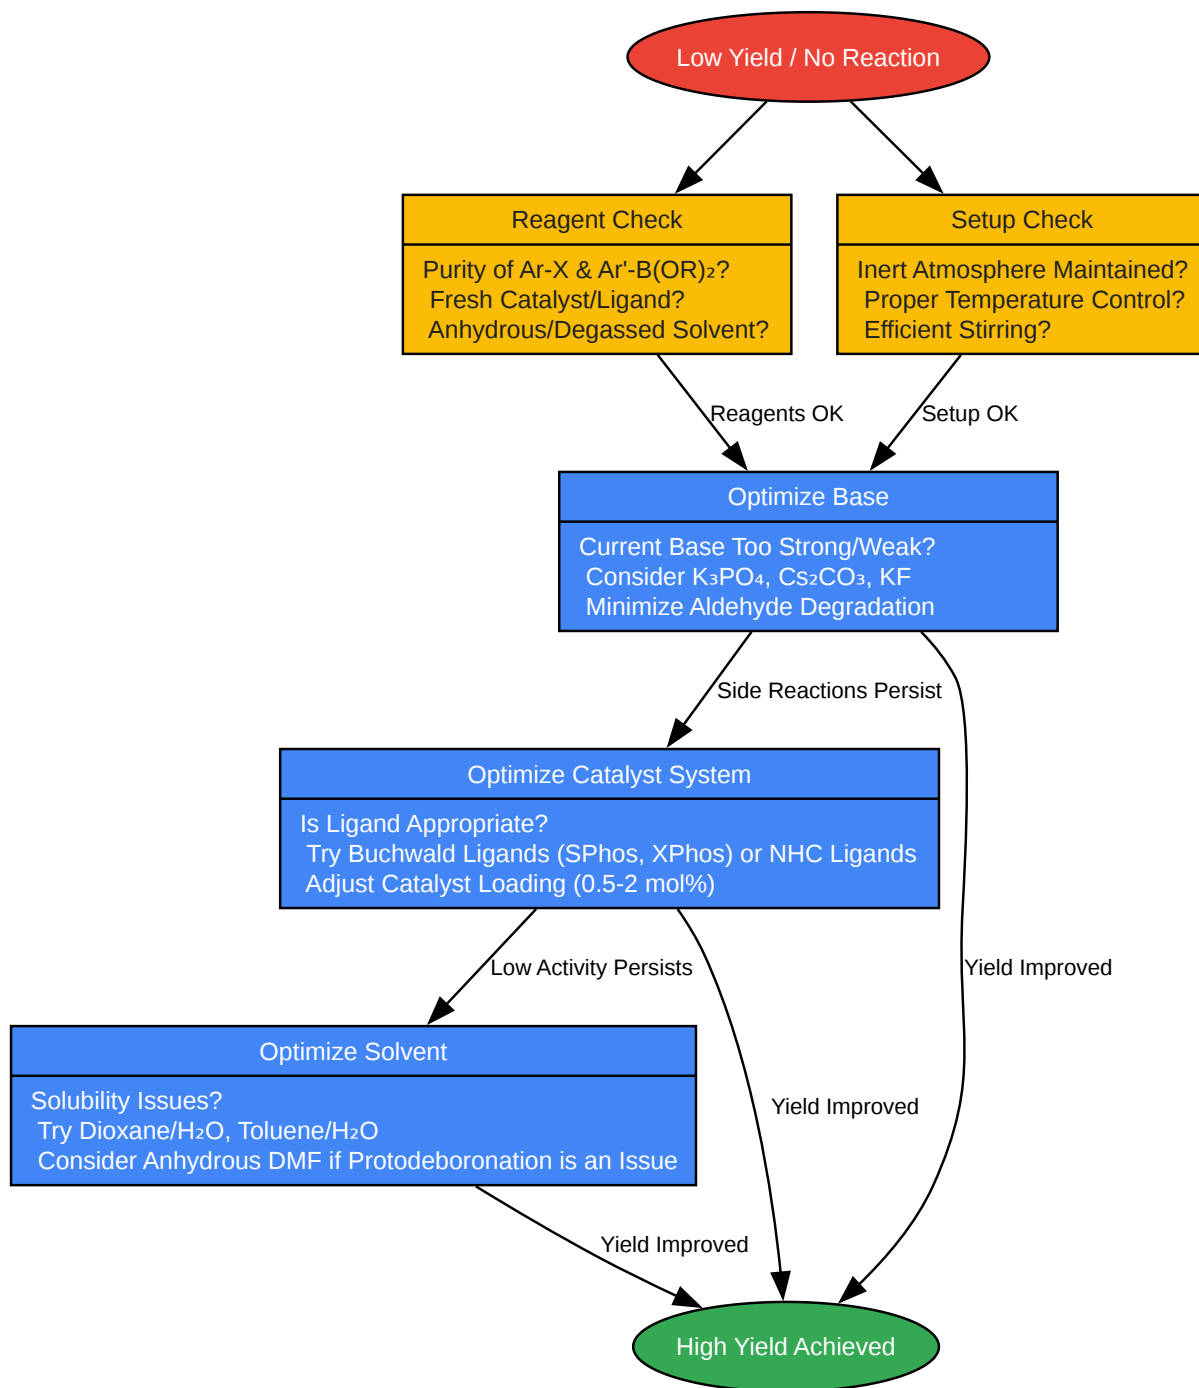 Low Yield / No Reaction
Reagent Check
Purity of Ar-X & Ar'-B(OR)₂?
Fresh Catalyst/Ligand?
Anhydrous/Degassed Solvent?
Setup Check
Inert Atmosphere Maintained?
Proper Temperature Control?
Efficient Stirring?
Reagents OK
Setup OK
Optimize Base
Current Base Too Strong/Weak?
Consider K₃PO₄, Cs₂CO₃, KF
Minimize Aldehyde Degradation
Side Reactions Persist
Optimize Catalyst System
Is Ligand Appropriate?
Try Buchwald Ligands (SPhos, XPhos) or NHC Ligands
Adjust Catalyst Loading (0.5-2 mol%)
Low Activity Persists
Yield Improved
Optimize Solvent
Solubility Issues?
Try Dioxane/H₂O, Toluene/H₂O
Consider Anhydrous DMF if Protodeboronation is an Issue
Yield Improved
Yield Improved
High Yield Achieved